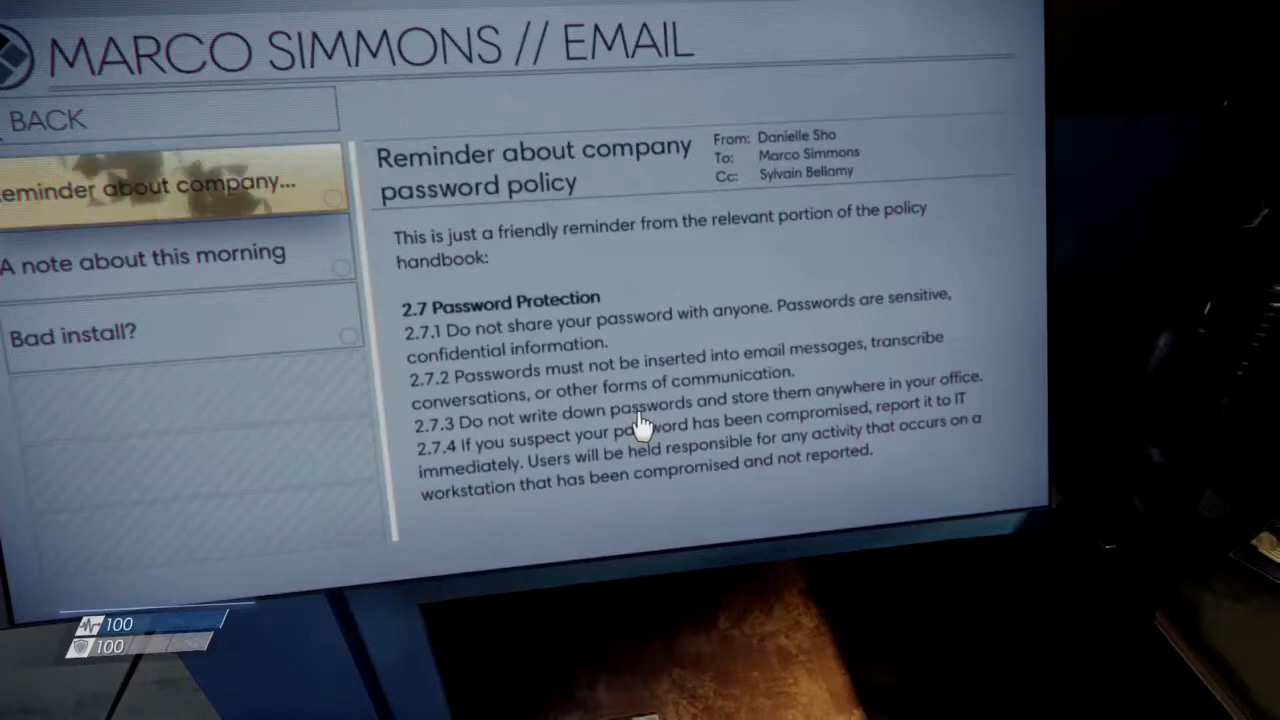 MARCO SIMMONS // EMAIL
BACK
eminder about company...
A note about this morning
Bad install?
Reminder about company
password policy
From: Danielle Sho
To: Marco Simmons
Cc: Sylvain Bellamy
This is just a friendly reminder from the relevant portion of the policy
handbook:
2.7 Password Protection
2.7.1 Do not share your password with anyone. Passwords are sensitive,
confidential information.
2.7.2 Passwords must not be inserted into email messages, transcribe
conversations, or other forms of communication.
2.7.3 Do not write down passwords and store them anywhere in your office.
2.7.4 If you suspect your password has been compromised, report it to IT
immediately. Users will be held responsible for any activity that occurs on a
workstation that has been compromised and not reported.
100
100